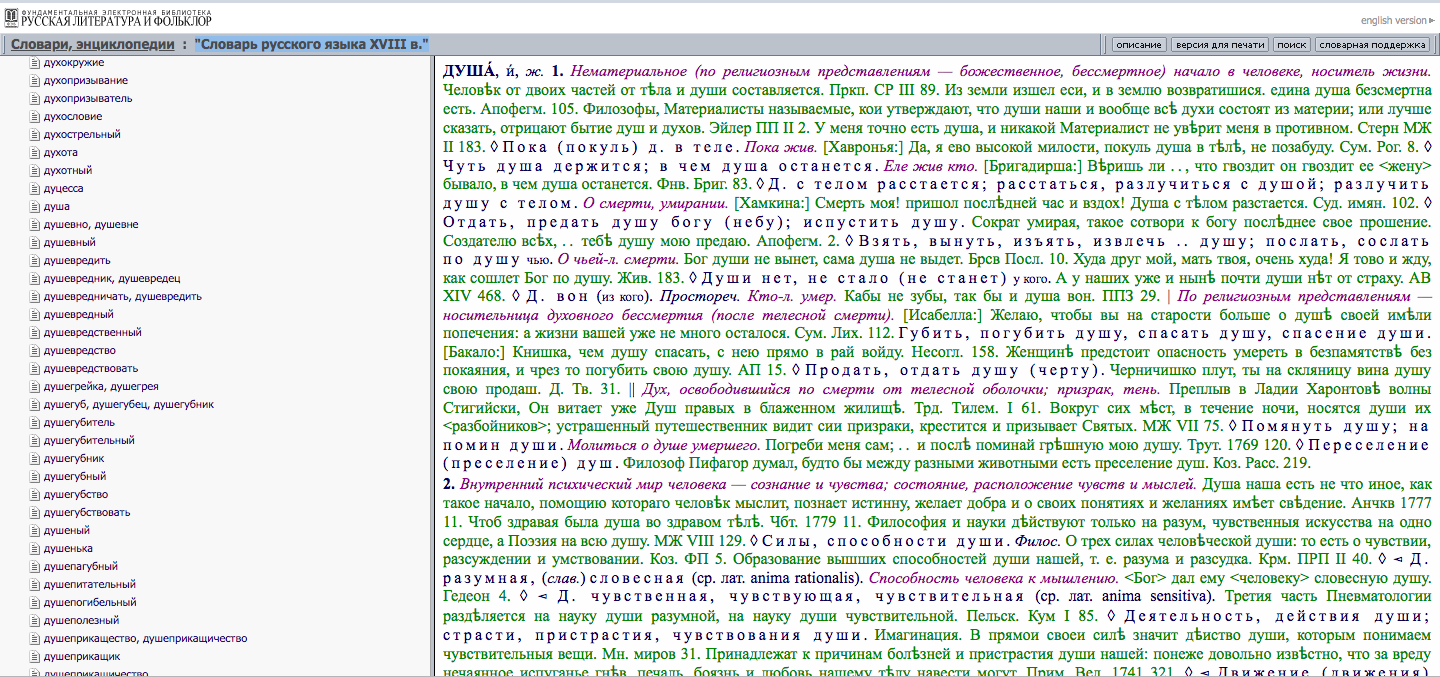 ФУНДАМЕНТАЛЬНАЯ ЭЛЕКТРОННАЯ БИБЛИОТЕКА
РУССКАЯ ЛИТЕРАТУРА И ФОЛЬКЛОР
english version
Словари, энциклопедии : "Словарь русского языка XVIII в."
описание версия для печати поиск словарная поддержка
духокружие
духопризывание
духопризыватель
духословие
духострельный
духота
духотный
дуцесса
душа
душевно, душевне
душевный
душевредить
душевредник, душевредец
душевредничать, душевредить
душевредный
душевредственный
душевредство
душевредствовать
душегрейка, душегрея
душегуб, душегубец, душегубник
душегубитель
душегубительный
душегубник
душегубный
душегубство
душегубствовать
душеный
душенька
душепагубный
душепитательный
душепогибельный
душеполезный
душеприкащество, душеприкащичество
душеприкащик
душеприкащичество
ДУША́, и́, ж. 1. Нематериальное (по религиозным представлениям — божественное, бессмертное) начало в человеке, носитель жизни.
Человѣк от двоих частей от тѣла и души составляется. Пркп. СР III 89. Из земли изшел еси, и в землю возвратишися. едина душа безсмертна
есть. Апофегм. 105. Философы, Материалисты называемые, кои утверждают, что души наши и вообще всѣ духи состоят из материи; или лучше
сказать, отрицают бытие душ и духов. Эйлер ПП II 2. У меня точно есть душа, и никакой Материалист не увѣрит меня в противном. Стерн МЖ
II 183. ◊ Пока (покуль) д. в теле. Пока жив. [Хавронья:] Да, я ево высокой милости, покуль душа в тѣлѣ, не позабуду. Сум. Рог. 8. ◊
Чуть душа держится; в чем душа останется. Еле жив кто. [Бригадирша:] Вѣришь ли . ., что гвоздит он гвоздит ее <жену>
бывало, в чем душа останется. Фнв. Бриг. 83. ◊ Д. с телом расстается; расстаться, разлучиться с душой; разлучить
душу с телом. О смерти, умирании. [Хамкина:] Смерть моя! пришол послѣдней час и вздох! Душа с тѣлом разстается. Суд. имян. 102. ◊
Отдать, предать душу богу (небу); испустить душу. Сократ умирая, такое сотвори к богу послѣднее свое прошение.
Создателю всѣх, . . тебѣ душу мою предаю. Апофегм. 2. ◊ Взять, вынуть, изъять, извлечь .. душу; послать, сослать
по душу чью. О чьей-л. смерти. Бог души не вынет, сама душа не выдет. Брсв Посл. 10. Худа друг мой, мать твоя, очень худа! Я тово и жду,
как сошлет Бог по душу. Жив. 183. ◊ Души нет, не стало (не станет) у кого. А у наших уже и нынѣ почти души нѣт от страху. АВ
XIV 468. ◊ Д. вон (из кого). Простореч. Кто-л. умер. Кабы не зубы, так бы и душа вон. ППЗ 29. | По религиозным представлениям —
носительница духовного бессмертия (после телесной смерти). [Исабелла:] Желаю, чтобы вы на старости больше о душѣ своей имѣли
попечения: а жизни вашей уже не много осталося. Сум. Лих. 112. Губить, погубить душу, спасать душу, спасение души.
[Бакало:] Книшка, чем душу спасать, с нею прямо в рай войду. Несогл. 158. Женщинѣ предстоит опасность умереть в безпамятствѣ без
покаяния, и чрез то погубить свою душу. АП 15. ◊ Продать, отдать душу (черту). Черничишко плут, ты на скляницу вина душу
свою продаш. Д. Тв. 31. || Дух, освободившийся по смерти от телесной оболочки; призрак, тень. Преплыв в Ладии Харонтовѣ волны
Стигийски, Он витает уже Душ правых в блаженном жилищѣ. Трд. Тилем. I 61. Вокруг сих мѣст, в течение ночи, носятся души их
<разбойников>; устрашенный путешественник видит сии призраки, крестится и призывает Святых. МЖ VII 75. ◊ Помянуть душу; на
помин души. Молиться о душе умершего. Погреби меня сам; . . и послѣ поминай грѣшную мою душу. Трут. 1769 120. ◊ Переселение
(преселение) душ. Философ Пифагор думал, будто бы между разными животными есть преселение душ. Коз. Расс. 219.
2. Внутренний психический мир человека — сознание и чувства; состояние, расположение чувств и мыслей. Душа наша есть не что иное, как
такое начало, помощию котораго человѣк мыслит, познает истинну, желает добра и о своих понятиях и желаниях имѣет свѣдение. Анчкв 1777
11. Чтоб здравая была душа во здравом тѣлѣ. Чбт. 1779 11. Философия и науки дѣйствуют только на разум, чувственныя искусства на одно
сердце, а Поэзия на всю душу. МЖ VIII 129. ◊ Силы, способности души. Филос. О трех силах человѣческой души: то есть о чувствии,
разсуждении и умствовании. Коз. ФП 5. Образование вышших способностей души нашей, т. е. разума и разсудка. Крм. ПРП II 40. ◊ ⊲ Д.
разумная, (слав.) словесная (ср. лат. anima rationalis). Способность человека к мышлению. <Бог> дал ему <человеку> словесную душу.
Гедеон 4. ◊ ⊲ Д. чувственная, чувствующая, чувствительная (ср. лат. anima sensitiva). Третия часть Пневматологии
раздѣляется на науку души разумной, на науку души чувствительной. Пельск. Кум I 85. ◊ Деятельность, действия души;
страсти, пристрастия, чувствования души. Имагинация. В прямои своеи силѣ значит дѣиство души, которым понимаем
чувствительныя вещи. Мн. миров 31. Принадлежат к причинам болѣзней и пристрастия души нашей: понеже довольно извѣстно, что за вреду
нечаянное испуганье гнѣв, печаль, боязнь и любовь нашему тѣлу навести могут. Прим. Вед. 1741 321. ◊ ⊲ Движение (движения)